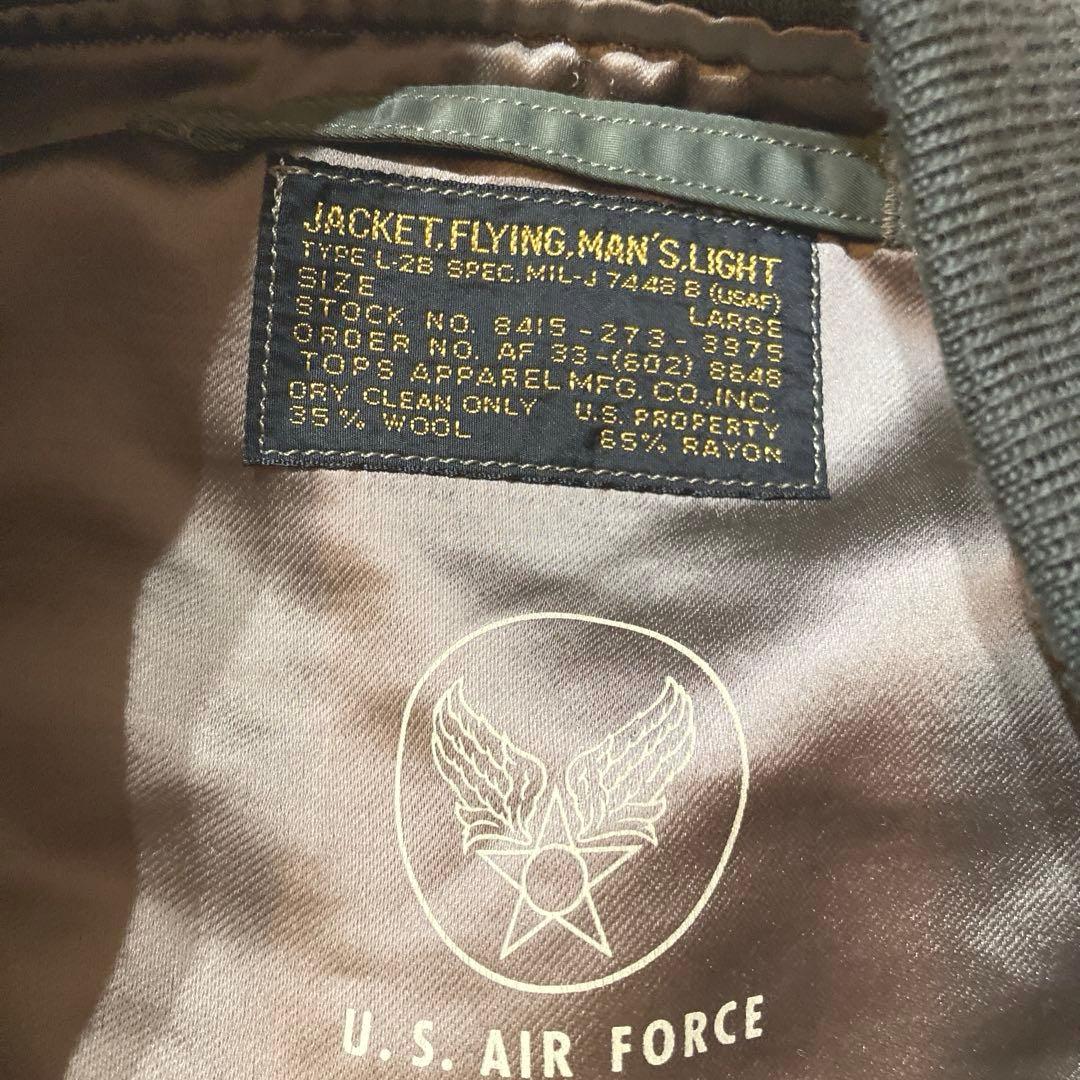 JACKET, FLYING, MAN'S, LIGHT
TYPE L-2B SPEC. MIL-J 7448 B (USAF)
SIZE LARGE
STOCK NO. 8415-273-3975
ORDER NO. AF 33-(602) 8648
TOPS APPAREL MFG. CO., INC.
DRY CLEAN ONLY U.S. PROPERTY
35% WOOL 65% RAYON
U.S. AIR FORCE